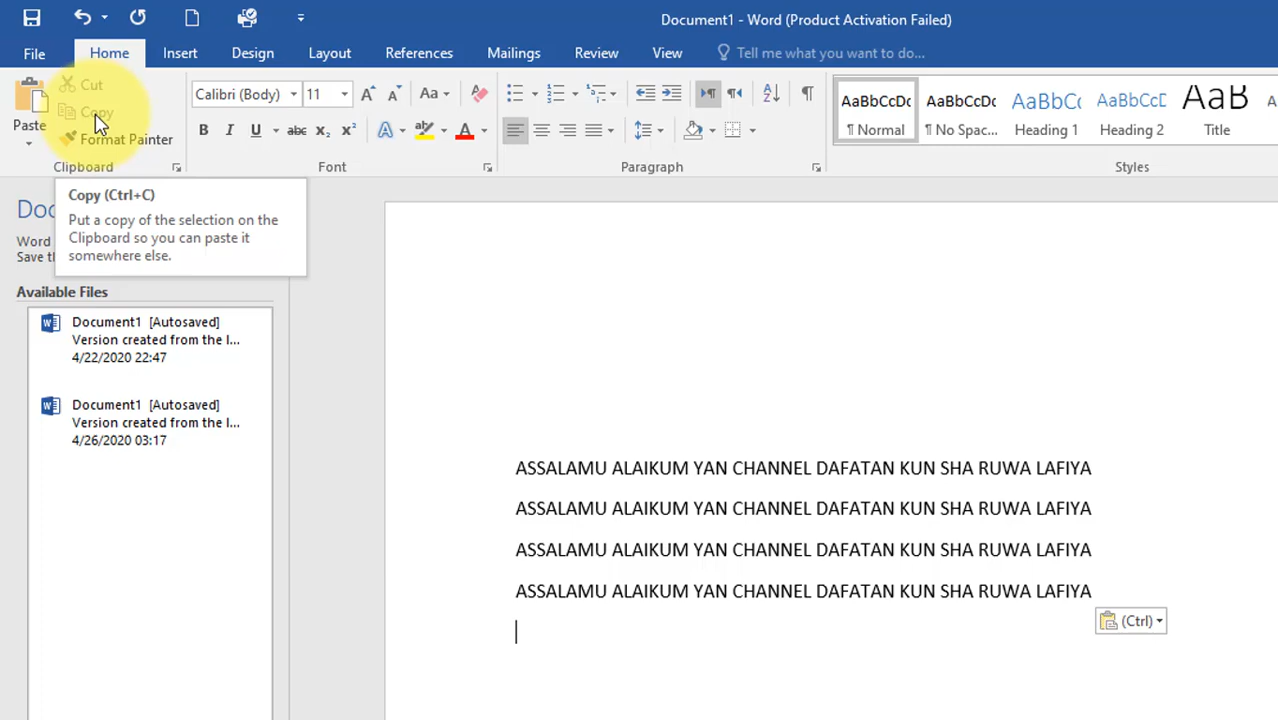 Document1 - Word (Product Activation Failed)
File Home Insert Design Layout References Mailings Review View Tell me what you want to do...
Paste
Cut
Copy
Format Painter
Clipboard
Calibri (Body) 11
Font
Paragraph
AaBbCcDc AaBbCcDc AaBbCc AaBbCcD AaB
¶ Normal ¶ No Spac... Heading 1 Heading 2 Title
Styles
Copy (Ctrl+C)
Put a copy of the selection on the
Clipboard so you can paste it
somewhere else.
Doc
Word
Save th
Available Files
Document1 [Autosaved]
Version created from the l...
4/22/2020 22:47
Document1 [Autosaved]
Version created from the l...
4/26/2020 03:17
ASSALAMU ALAIKUM YAN CHANNEL DAFATAN KUN SHA RUWA LAFIYA
ASSALAMU ALAIKUM YAN CHANNEL DAFATAN KUN SHA RUWA LAFIYA
ASSALAMU ALAIKUM YAN CHANNEL DAFATAN KUN SHA RUWA LAFIYA
ASSALAMU ALAIKUM YAN CHANNEL DAFATAN KUN SHA RUWA LAFIYA
(Ctrl)